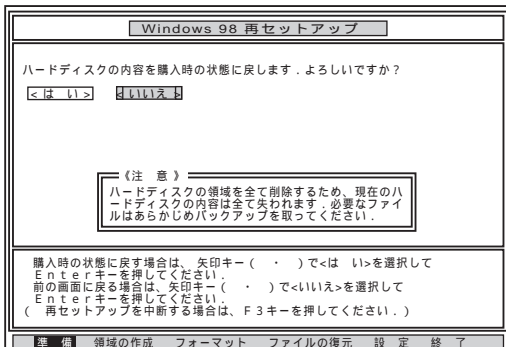 Windows 98 再セットアップ
ハードディスクの内容を購入時の状態に戻します．よろしいですか？
<は　い>　<いいえ>
《注　意》
ハードディスクの領域を全て削除するため、現在のハ
ードディスクの内容は全て失われます．必要なファイ
ルはあらかじめバックアップを取ってください．
購入時の状態に戻す場合は、矢印キー（　・　）で<は　い>を選択して
Ｅｎｔｅｒキーを押してください．
前の画面に戻る場合は、矢印キー（　・　）で<いいえ>を選択して
Ｅｎｔｅｒキーを押してください．
（　再セットアップを中断する場合は、Ｆ３キーを押してください．）
準　備　領域の作成　フォーマット　ファイルの復元　設　定　終　了